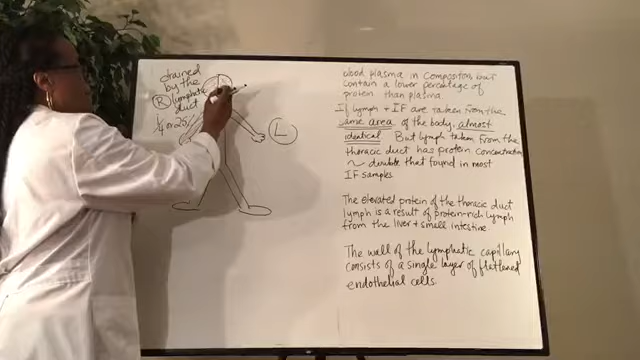 drained
by the
R lymphatic
duct
1/4 or 25%
L
blood plasma in composition but
contain a lower percentage of
protein than plasma
If lymph + IF are taken from the
same area of the body, almost
identical But lymph taken from the
thoracic duct has protein concentration
~ double that found in most
IF samples
The elevated protein of the thoracic duct
lymph is a result of protein-rich lymph
from the liver + small intestine
The wall of the lymphatic capillary
consists of a single layer of flattened
endothelial cells.